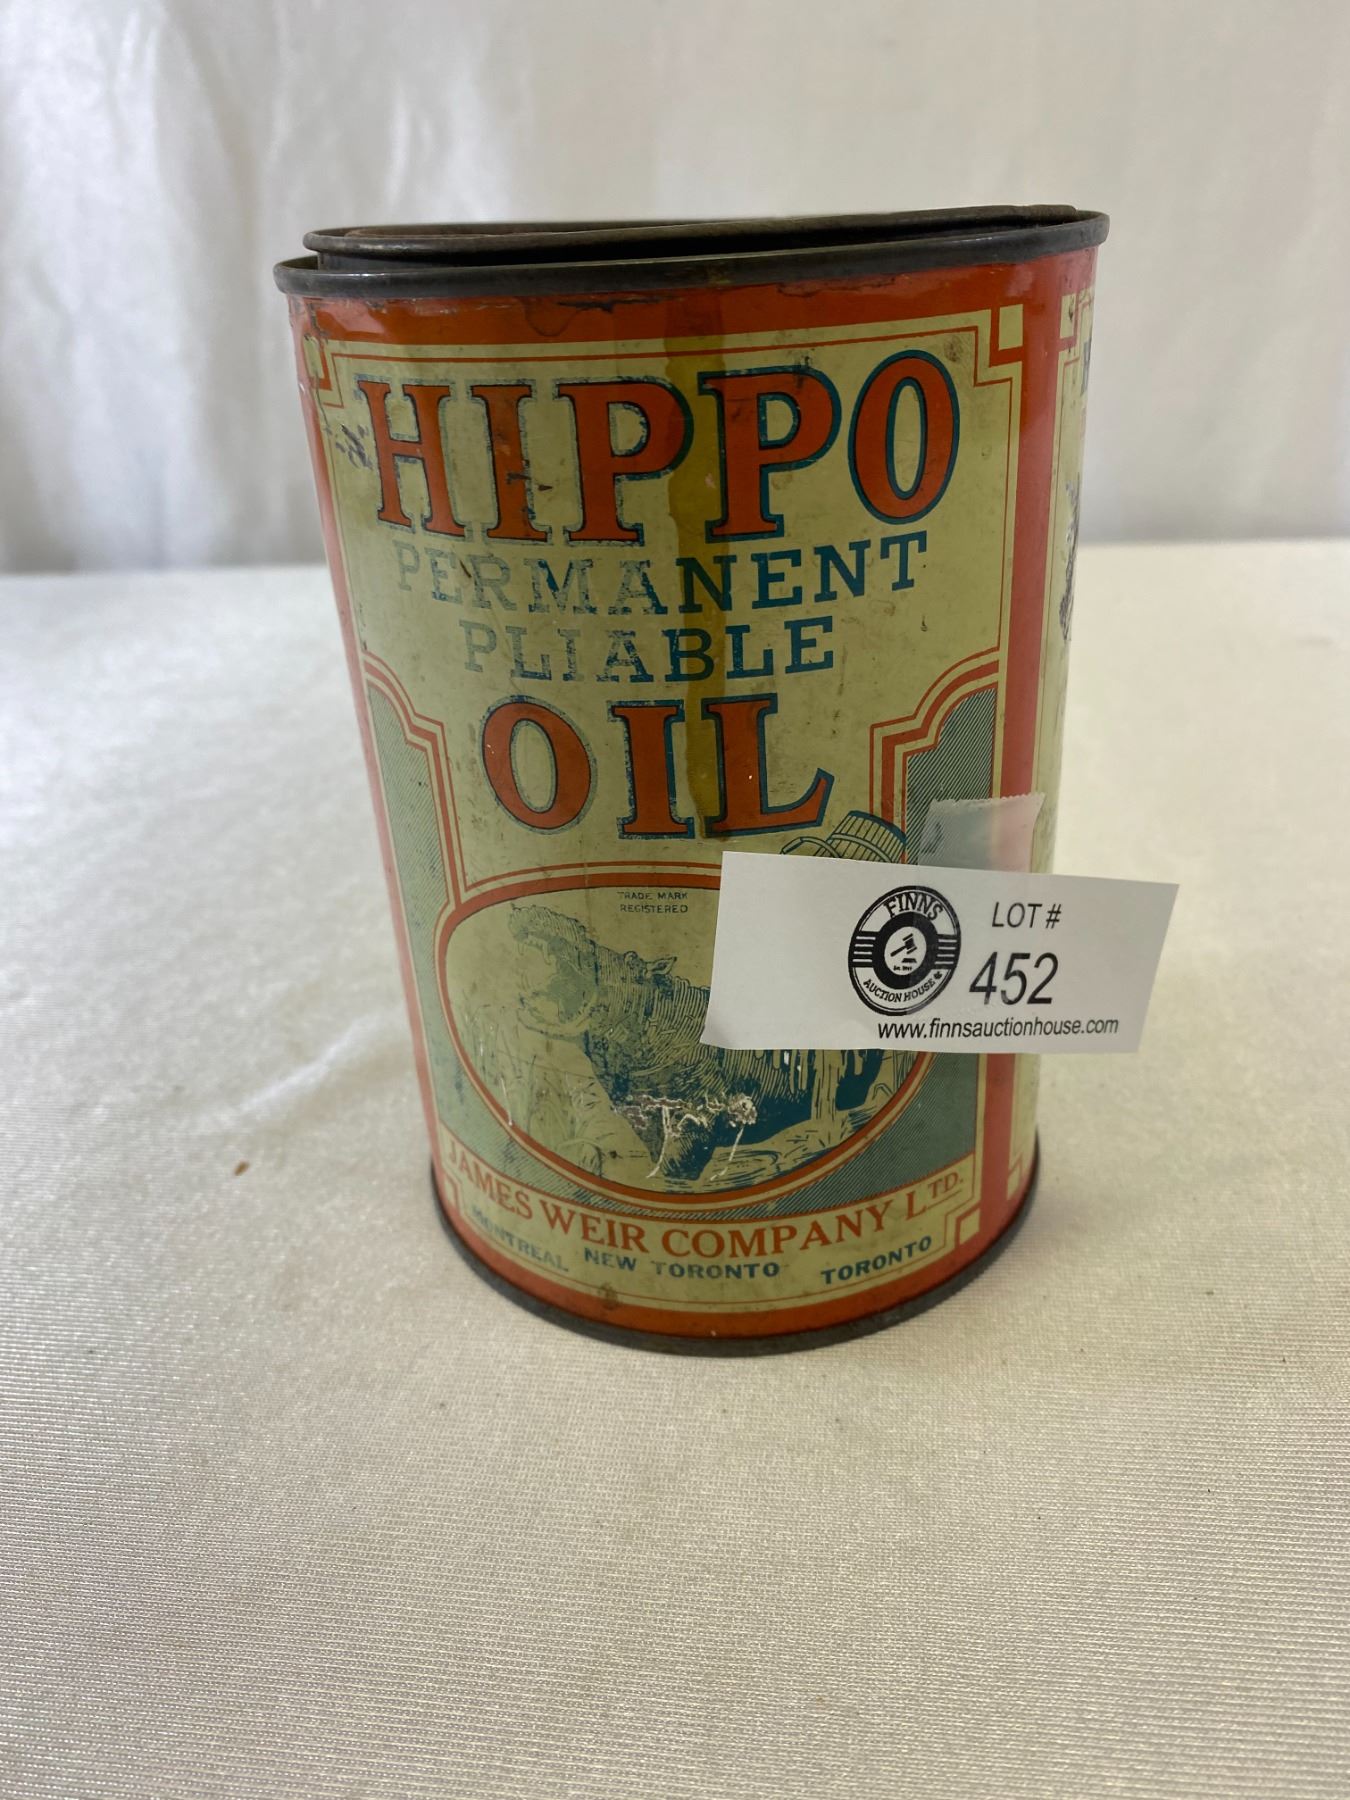 HIPPO
PERMANENT
PLIABLE
OIL
TRADE MARK
REGISTERED
JAMES WEIR COMPANY LTD.
MONTREAL NEW TORONTO TORONTO
FINNS
AUCTION HOUSE
LOT #
452
www.finnsauctionhouse.com